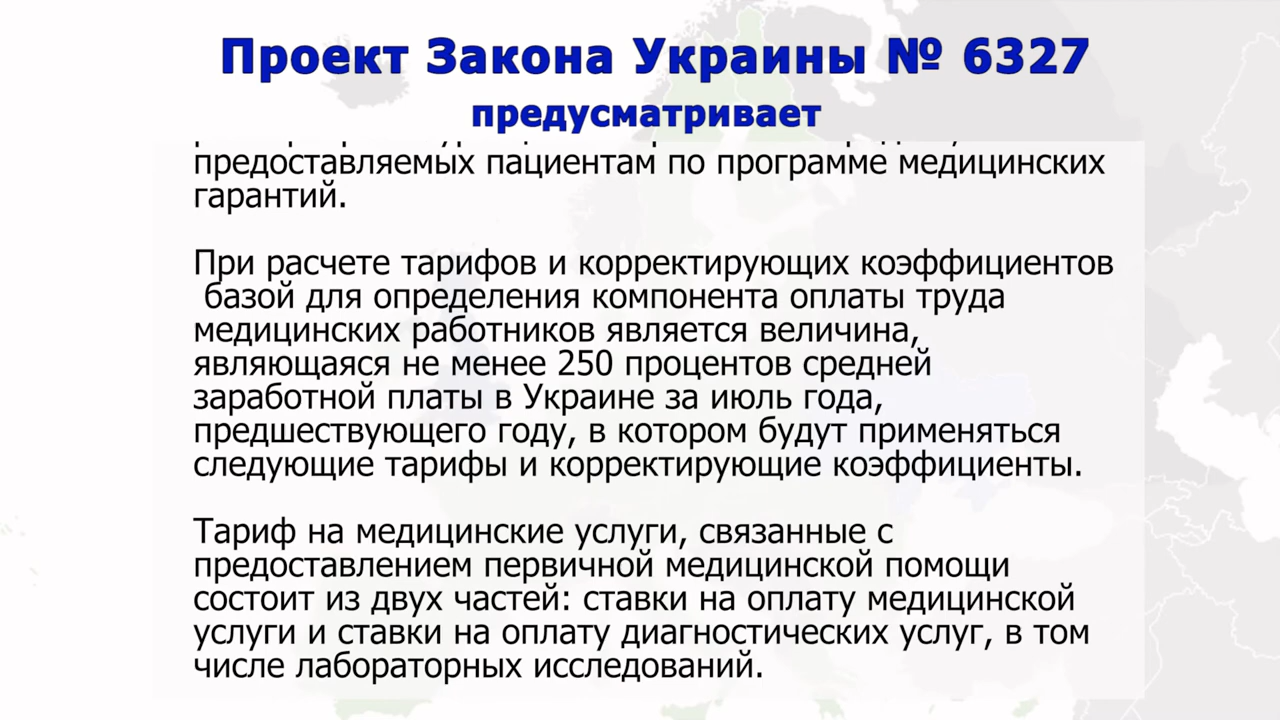 Проект Закона Украины № 6327
предусматривает
предоставляемых пациентам по программе медицинских
гарантий.
При расчете тарифов и корректирующих коэффициентов
базой для определения компонента оплаты труда
медицинских работников является величина,
являющаяся не менее 250 процентов средней
заработной платы в Украине за июль года,
предшествующего году, в котором будут применяться
следующие тарифы и корректирующие коэффициенты.
Тариф на медицинские услуги, связанные с
предоставлением первичной медицинской помощи
состоит из двух частей: ставки на оплату медицинской
услуги и ставки на оплату диагностических услуг, в том
числе лабораторных исследований.